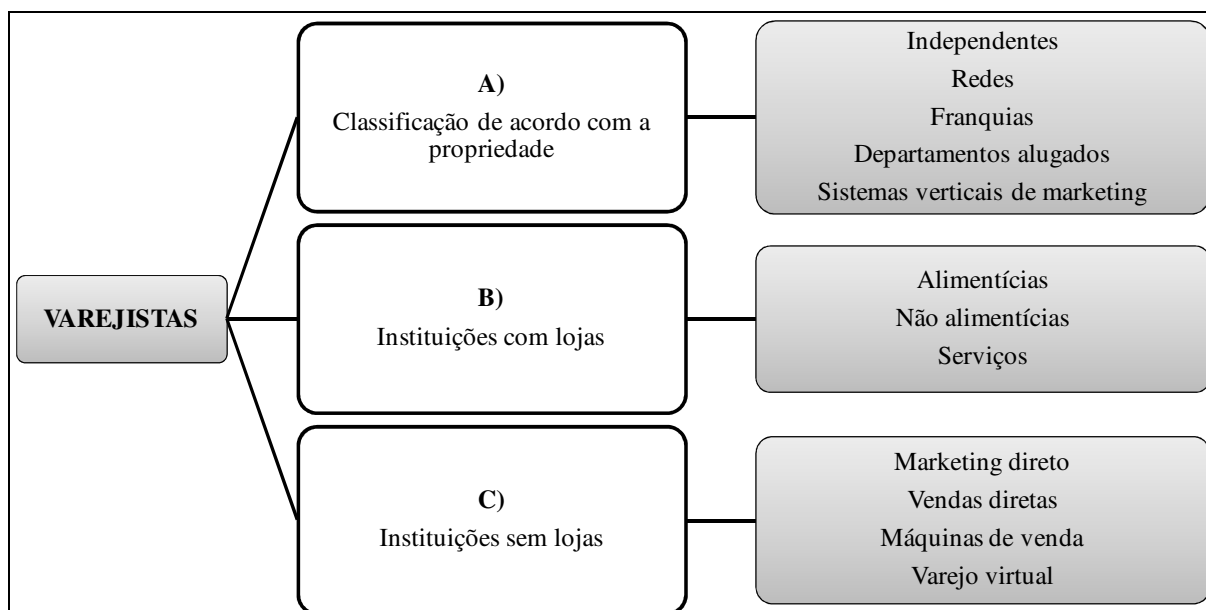 VAREJISTAS
A)
Classificação de acordo com a
propriedade
Independentes
Redes
Franquias
Departamentos alugados
Sistemas verticais de marketing
B)
Instituições com lojas
Alimentícias
Não alimentícias
Serviços
C)
Instituições sem lojas
Marketing direto
Vendas diretas
Máquinas de venda
Varejo virtual